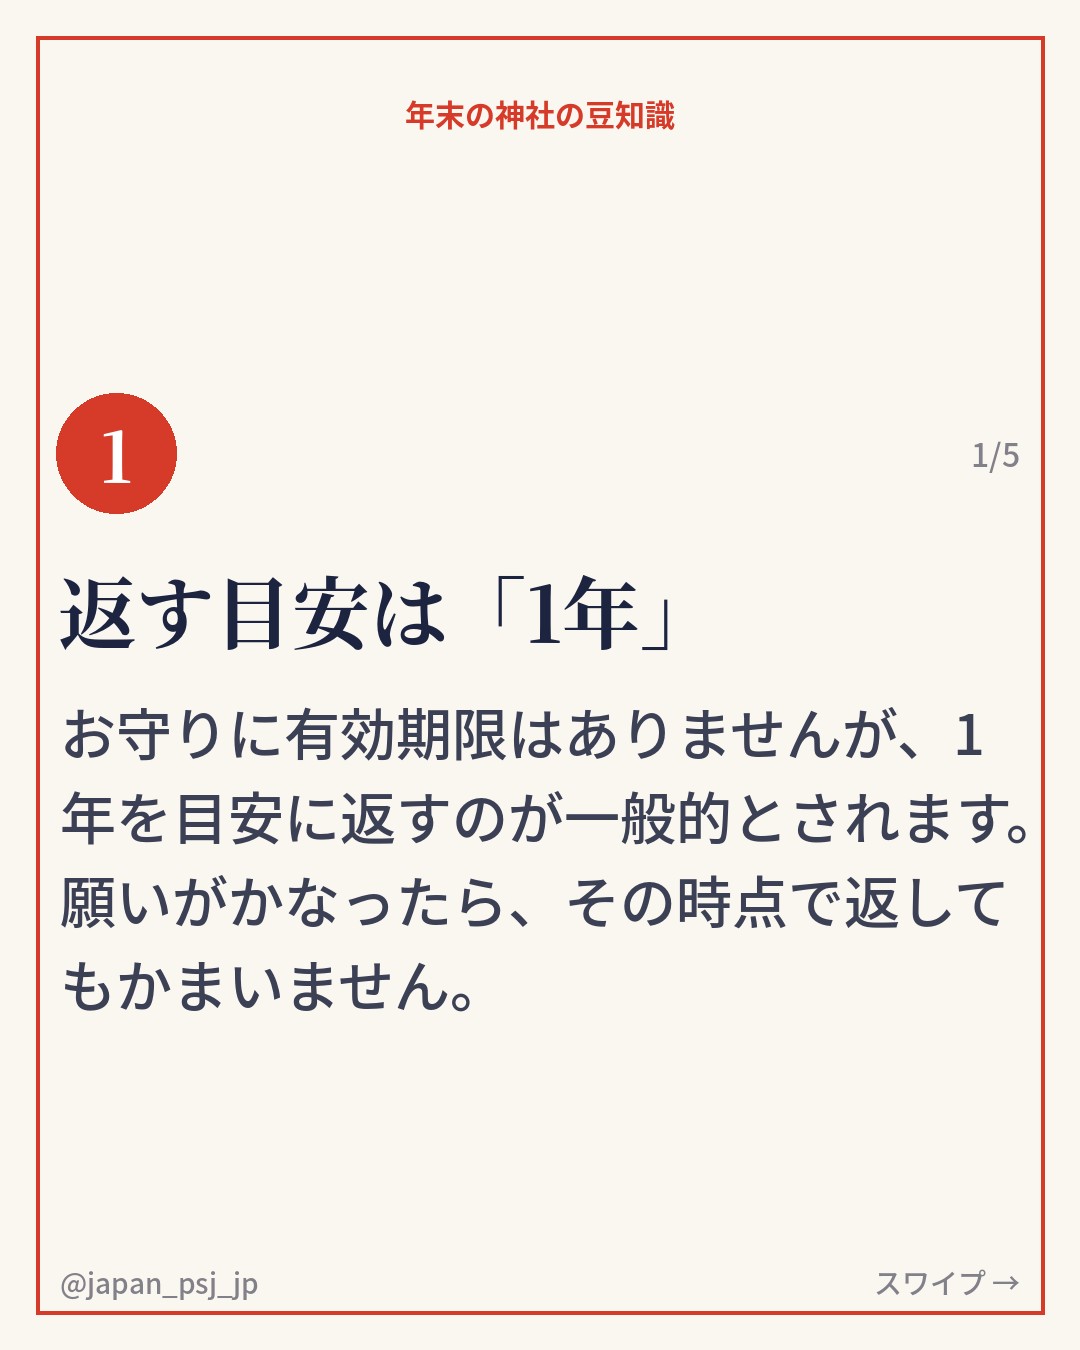 年末の神社の豆知識
1
1/5
返す目安は「1年」
お守りに有効期限はありませんが、1
年を目安に返すのが一般的とされます。
願いがかなったら、その時点で返して
もかまいません。
@japan_psj_jp
スワイプ →